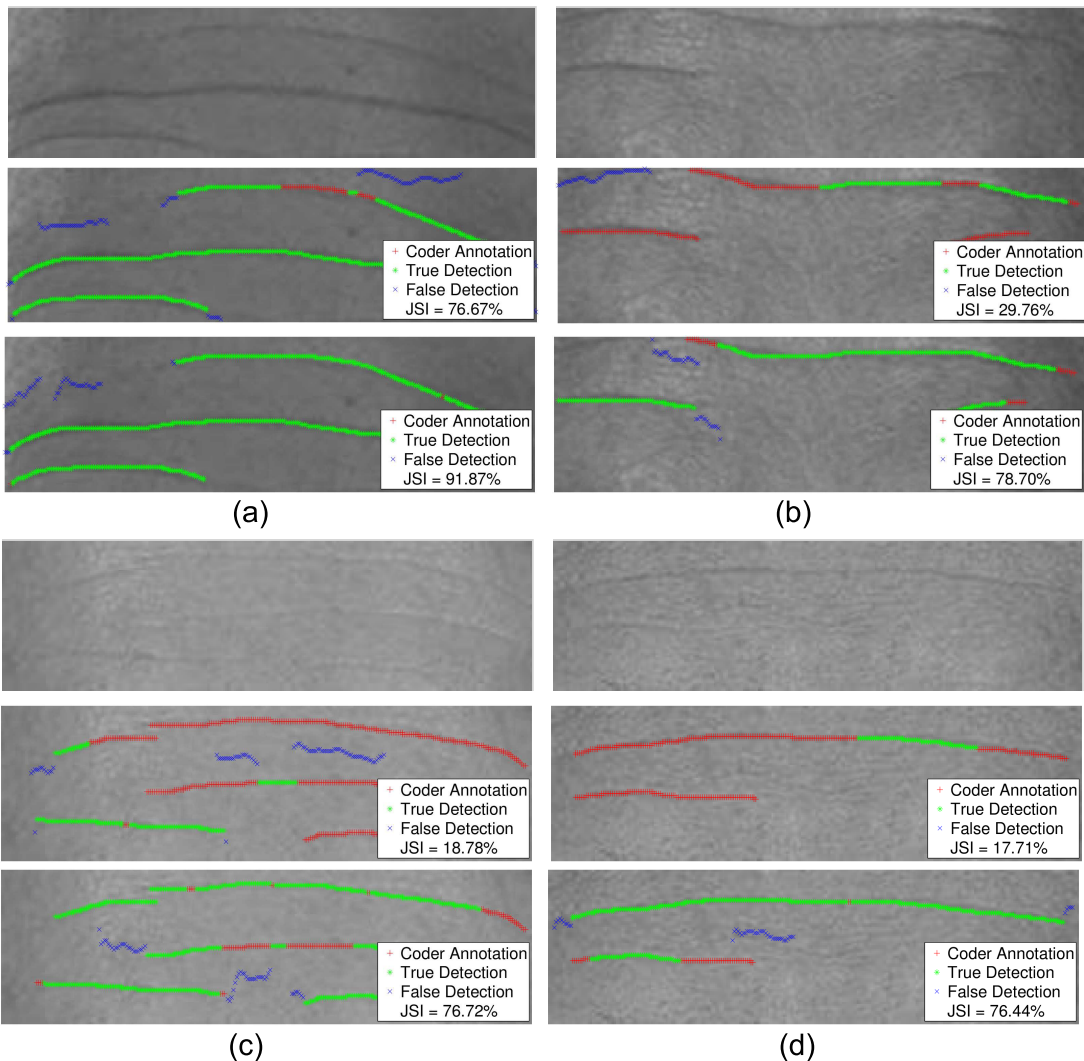 + Coder Annotation
* True Detection
× False Detection
JSI = 76.67%
+ Coder Annotation
* True Detection
× False Detection
JSI = 29.76%
+ Coder Annotation
* True Detection
× False Detection
JSI = 91.87%
+ Coder Annotation
* True Detection
× False Detection
JSI = 78.70%
(a)
(b)
+ Coder Annotation
* True Detection
× False Detection
JSI = 18.78%
+ Coder Annotation
* True Detection
× False Detection
JSI = 17.71%
+ Coder Annotation
* True Detection
× False Detection
JSI = 76.72%
+ Coder Annotation
* True Detection
× False Detection
JSI = 76.44%
(c)
(d)